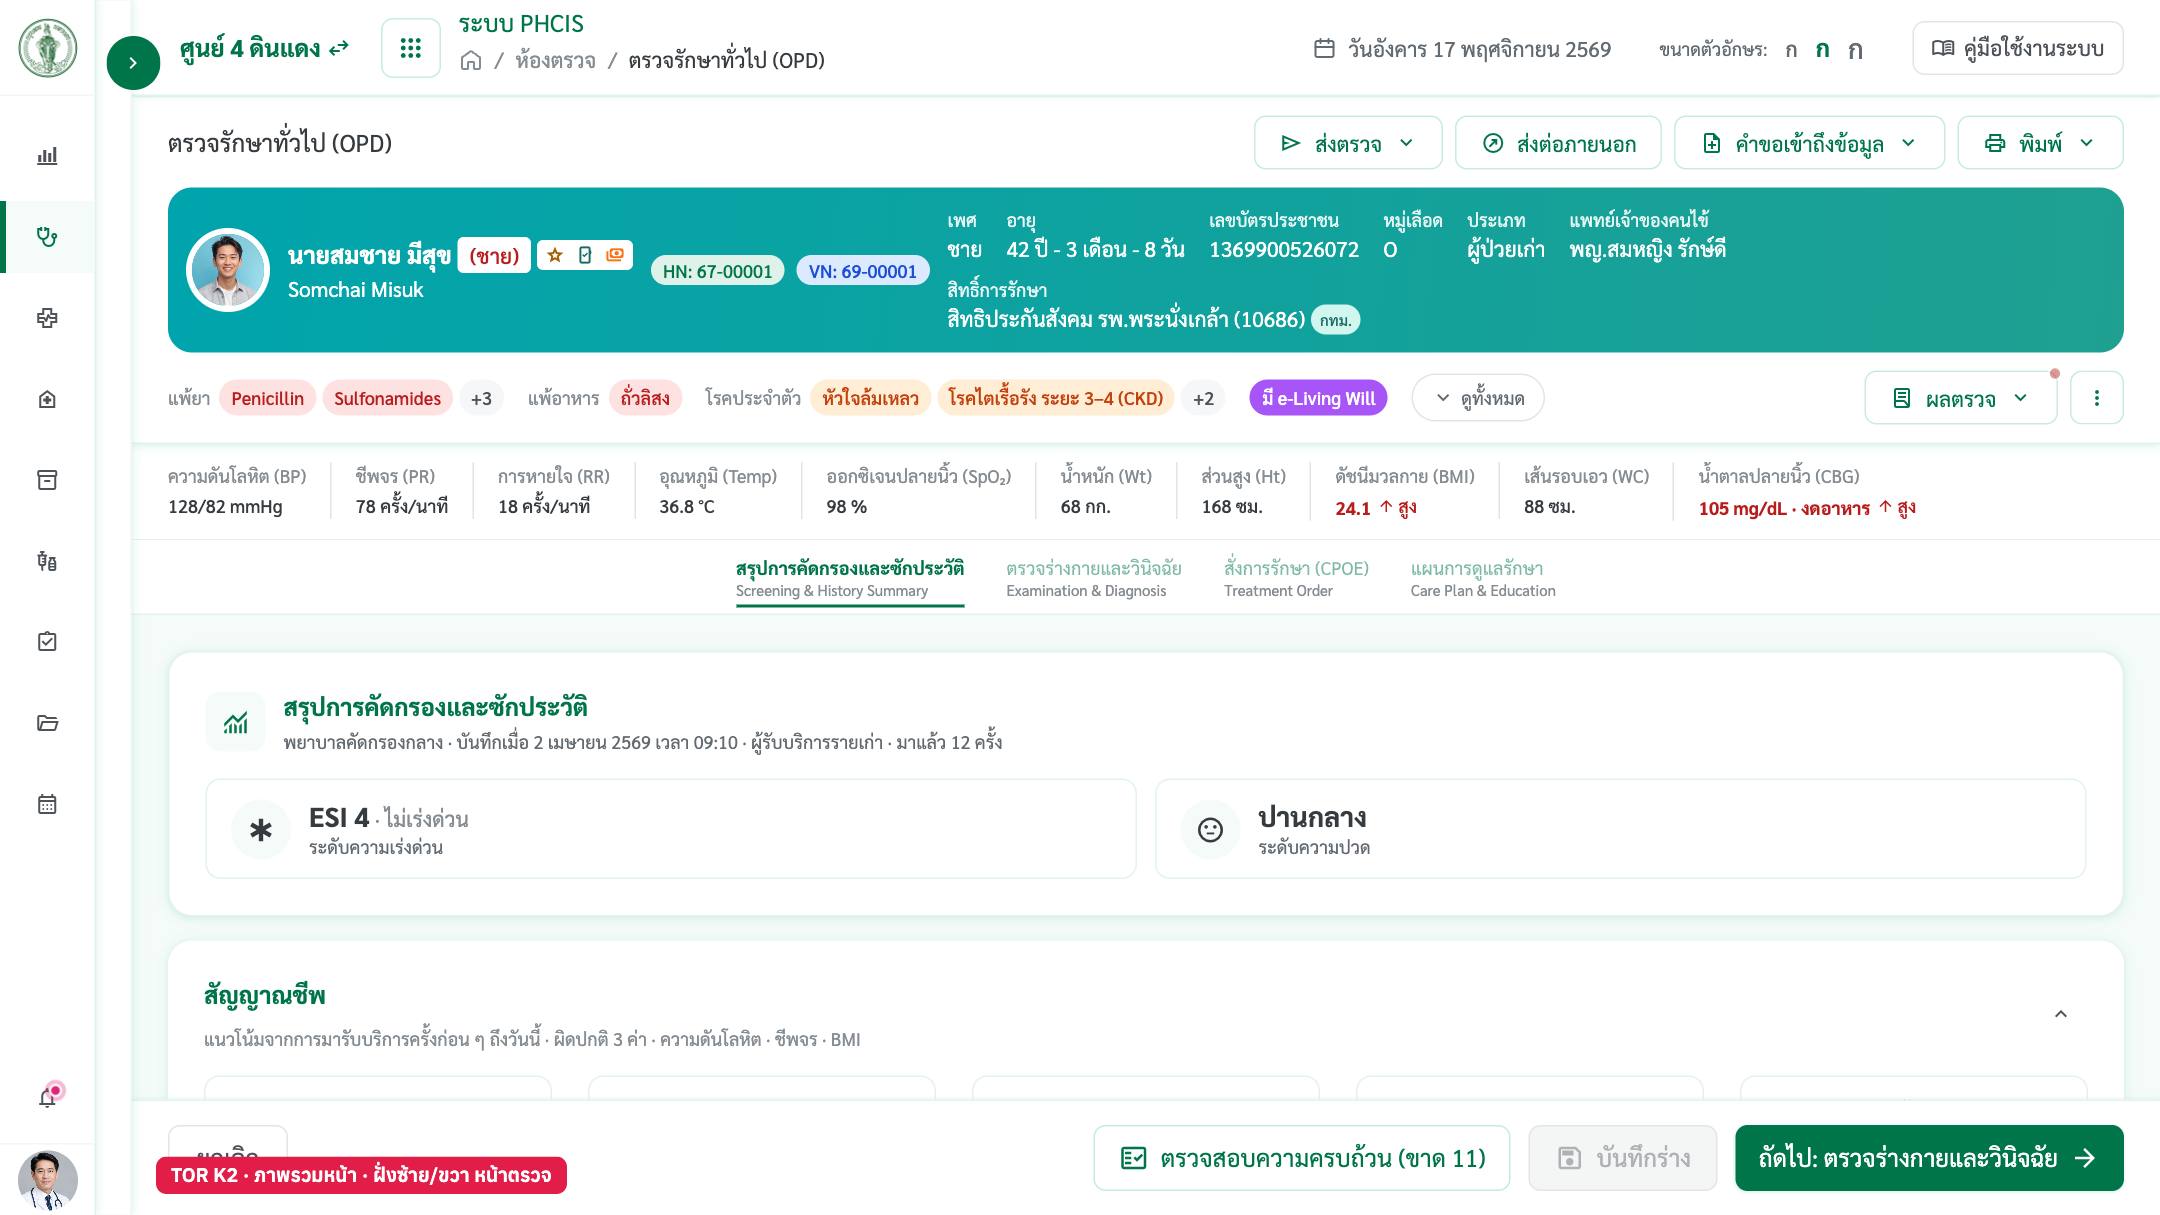 ศูนย์ 4 ดินแดง
ระบบ PHCIS
/ ห้องตรวจ / ตรวจรักษาทั่วไป (OPD)
วันอังคาร 17 พฤศจิกายน 2569
ขนาดตัวอักษร: ก ก ก
คู่มือใช้งานระบบ
ตรวจรักษาทั่วไป (OPD)
ส่งตรวจ
ส่งต่อภายนอก
คำขอเข้าถึงข้อมูล
พิมพ์
นายสมชาย มีสุข (ชาย)
Somchai Misuk
HN: 67-00001
VN: 69-00001
เพศ
ชาย
อายุ
42 ปี - 3 เดือน - 8 วัน
เลขบัตรประชาชน
1369900526072
หมู่เลือด
O
ประเภท
ผู้ป่วยเก่า
แพทย์เจ้าของคนไข้
พญ.สมหญิง รักษ์ดี
สิทธิ์การรักษา
สิทธิประกันสังคม รพ.พระนั่งเกล้า (10686) กทม.
แพ้ยา Penicillin Sulfonamides +3 แพ้อาหาร ถั่วลิสง โรคประจำตัว หัวใจล้มเหลว โรคไตเรื้อรัง ระยะ 3–4 (CKD) +2 มี e-Living Will ดูทั้งหมด
ผลตรวจ
ความดันโลหิต (BP)
128/82 mmHg
ชีพจร (PR)
78 ครั้ง/นาที
การหายใจ (RR)
18 ครั้ง/นาที
อุณหภูมิ (Temp)
36.8 °C
ออกซิเจนปลายนิ้ว (SpO₂)
98 %
น้ำหนัก (Wt)
68 กก.
ส่วนสูง (Ht)
168 ซม.
ดัชนีมวลกาย (BMI)
24.1 ↑ สูง
เส้นรอบเอว (WC)
88 ซม.
น้ำตาลปลายนิ้ว (CBG)
105 mg/dL · งดอาหาร ↑ สูง
สรุปการคัดกรองและซักประวัติ
Screening & History Summary
ตรวจร่างกายและวินิจฉัย
Examination & Diagnosis
สั่งการรักษา (CPOE)
Treatment Order
แผนการดูแลรักษา
Care Plan & Education
สรุปการคัดกรองและซักประวัติ
พยาบาลคัดกรองกลาง · บันทึกเมื่อ 2 เมษายน 2569 เวลา 09:10 · ผู้รับบริการรายเก่า · มาแล้ว 12 ครั้ง
ESI 4 · ไม่เร่งด่วน
ระดับความเร่งด่วน
ปานกลาง
ระดับความปวด
สัญญาณชีพ
แนวโน้มจากการมารับบริการครั้งก่อน ๆ ถึงวันนี้ · ผิดปกติ 3 ค่า · ความดันโลหิต · ชีพจร · BMI
TOR K2 · ภาพรวมหน้า · ฝั่งซ้าย/ขวา หน้าตรวจ
ตรวจสอบความครบถ้วน (ขาด 11)
บันทึกร่าง
ถัดไป: ตรวจร่างกายและวินิจฉัย →